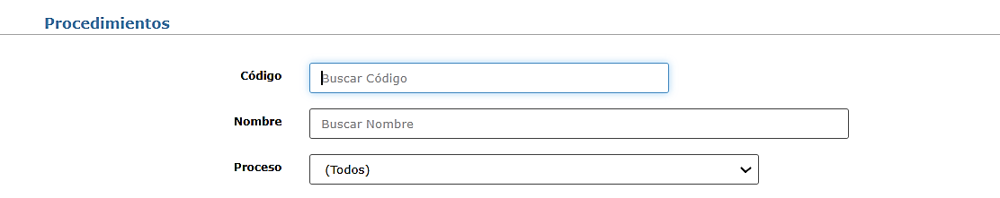 Procedimientos
Código Buscar Código
Nombre Buscar Nombre
Proceso (Todos)